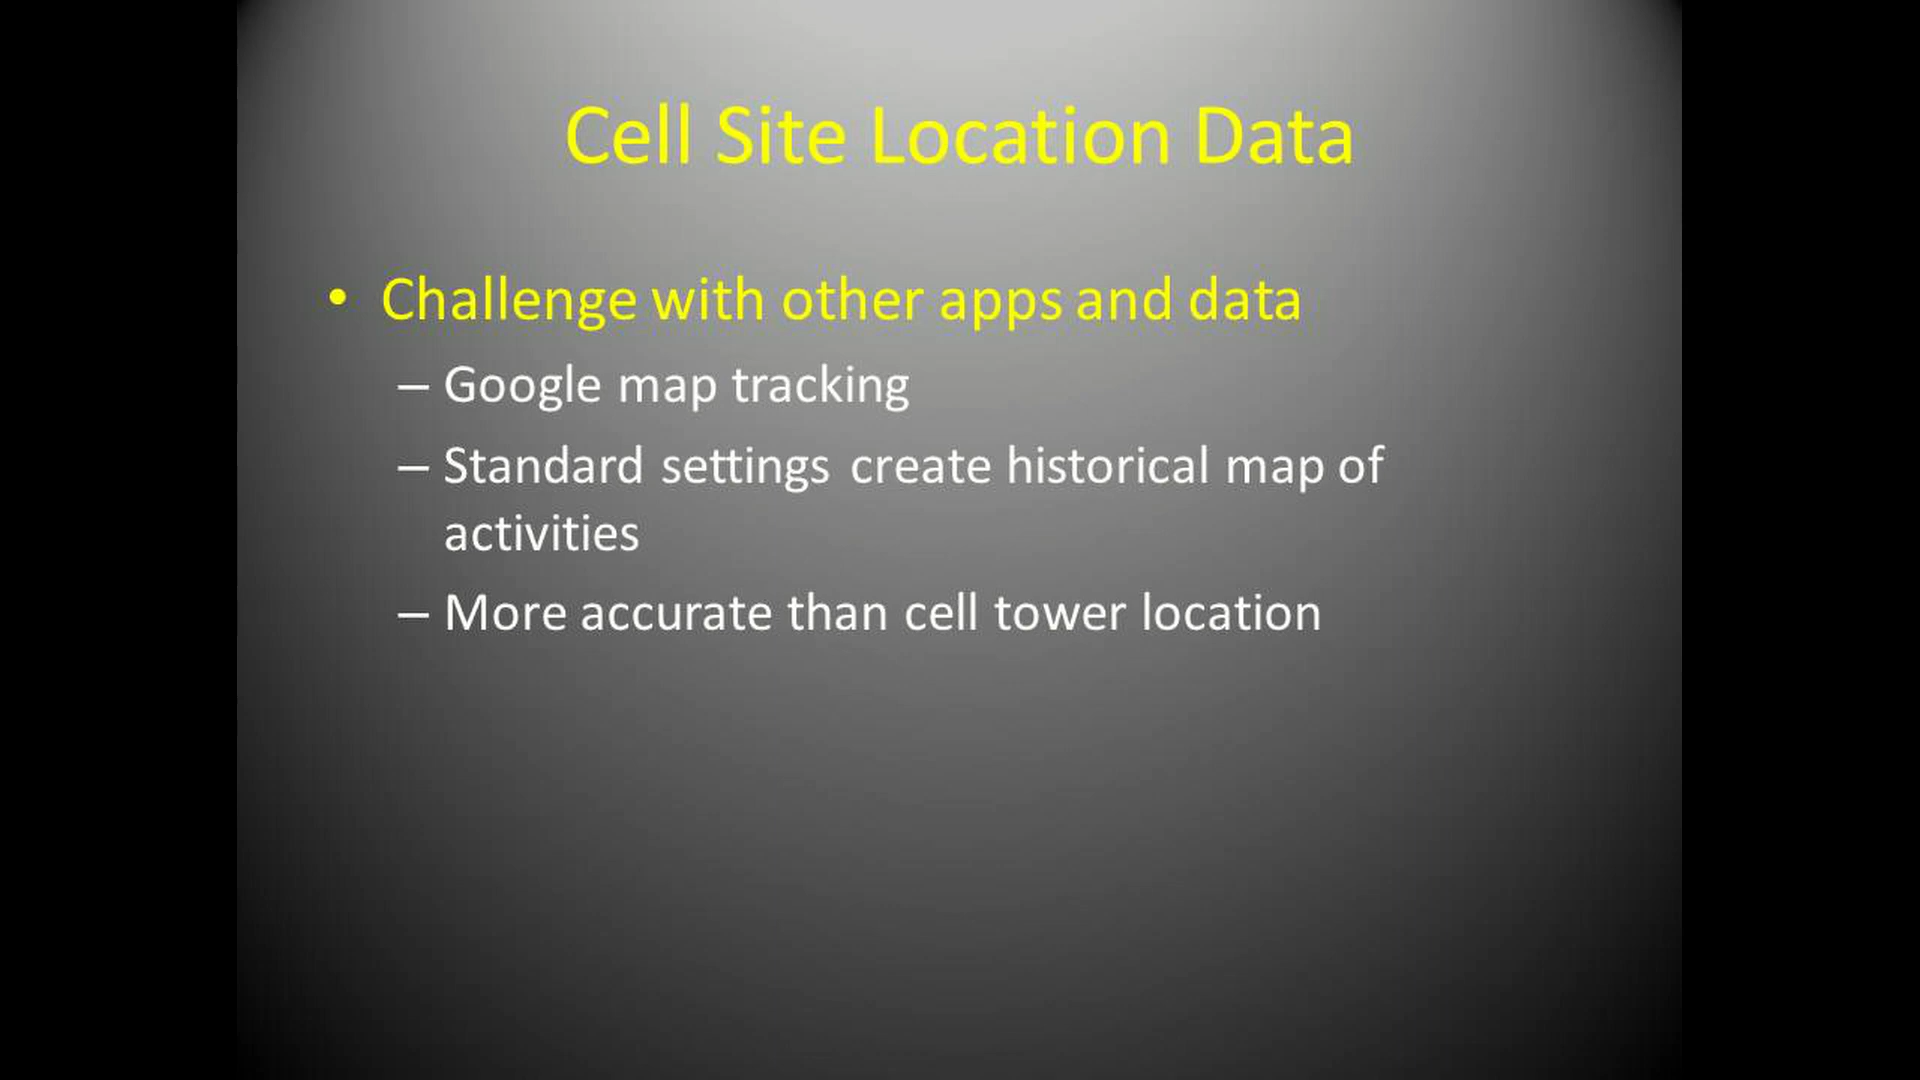 Cell Site Location Data
• Challenge with other apps and data
– Google map tracking
– Standard settings create historical map of
activities
– More accurate than cell tower location